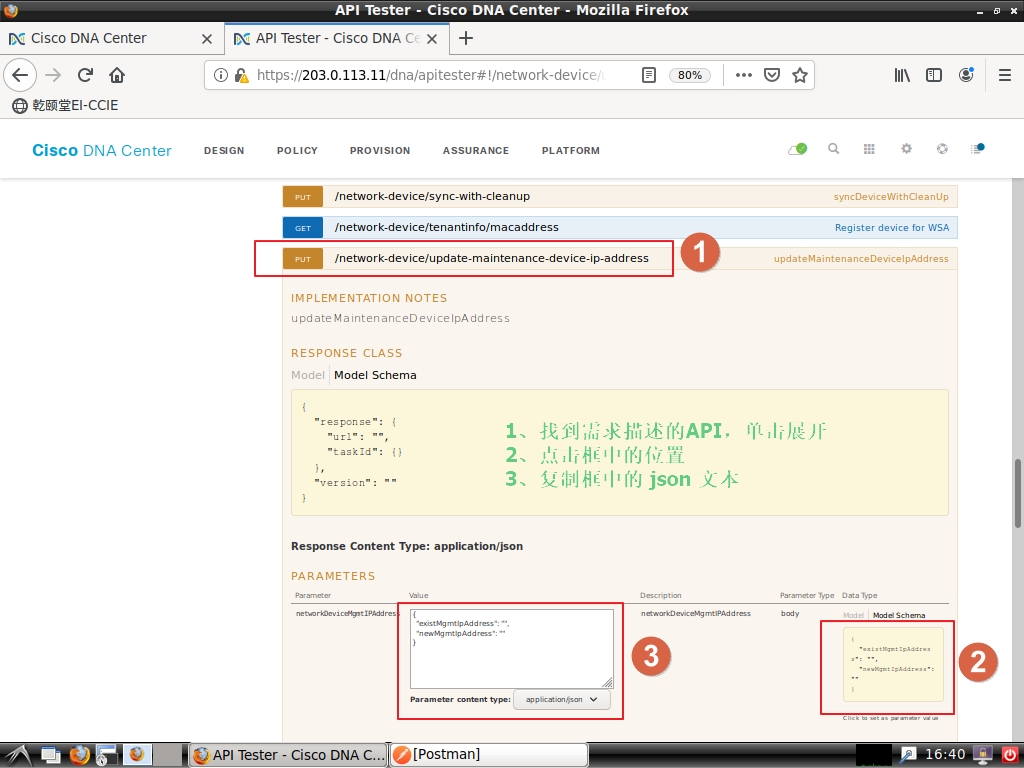 API Tester - Cisco DNA Center - Mozilla Firefox
Cisco DNA Center
API Tester - Cisco DNA Ce
https://203.0.113.11/dna/apitester#!/network-device/
80%
乾颐堂EI-CCIE
Cisco DNA Center
DESIGN
POLICY
PROVISION
ASSURANCE
PLATFORM
PUT /network-device/sync-with-cleanup syncDeviceWithCleanUp
GET /network-device/tenantinfo/macaddress Register device for WSA
PUT /network-device/update-maintenance-device-ip-address updateMaintenanceDeviceIpAddress
1
IMPLEMENTATION NOTES
updateMaintenanceDeviceIpAddress
RESPONSE CLASS
Model Model Schema
{
"response": {
"url": "",
"taskId": {}
},
"version": ""
}
1、找到需求描述的API，单击展开
2、点击框中的位置
3、复制框中的 json 文本
Response Content Type: application/json
PARAMETERS
Parameter Value Description Parameter Type Data Type
networkDeviceMgmtIPAddress
{
"existMgmtIpAddress": "",
"newMgmtIpAddress": ""
}
Parameter content type: application/json
3
networkDeviceMgmtIPAddress
body
Model Model Schema
{
"existMgmtIpAddres
s": "",
"newMgmtIpAddress":
""
}
Click to set as parameter value
2
API Tester - Cisco DNA C...
[Postman]
16:40